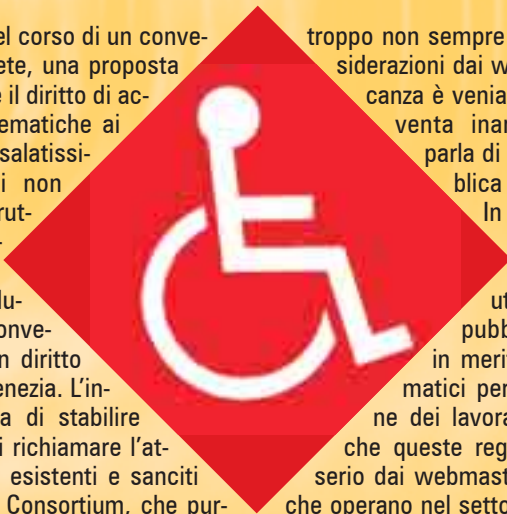 el corso di un conve-
ete, una proposta
e il diritto di ac-
ematiche ai
salatissi-
i non
rut-
-
lu-
onve-
n diritto
enezia. L'in-
a di stabilire
i richiamare l'at-
esistenti e sanciti
Consortium, che pur-
troppo non sempre
siderazioni dai w
canza è venia
venta inar
parla di
blica
In
ut
pubb
in meri
matici per
ne dei lavora
che queste reg
serio dai webmast
che operano nel setto